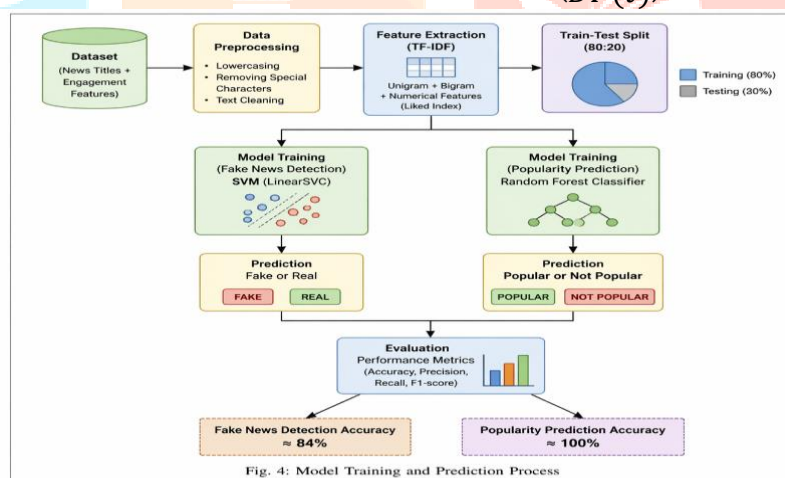 Dataset
(News Titles +
Engagement
Features)
Data
Preprocessing
• Lowercasing
• Removing Special
Characters
• Text Cleaning
Feature Extraction
(TF-IDF)
Unigram + Bigram
+ Numerical Features
(Liked Index)
Train-Test Split
(80:20)
Training (80%)
Testing (30%)
Model Training
(Fake News Detection)
SVM (LinearSVC)
Model Training
(Popularity Prediction)
Random Forest Classifier
Prediction
Fake or Real
FAKE
REAL
Prediction
Popular or Not Popular
POPULAR
NOT POPULAR
Evaluation
Performance Metrics
(Accuracy, Precision,
Recall, F1-score)
Fake News Detection Accuracy
≈ 84%
Popularity Prediction Accuracy
≈ 100%
Fig. 4: Model Training and Prediction Process